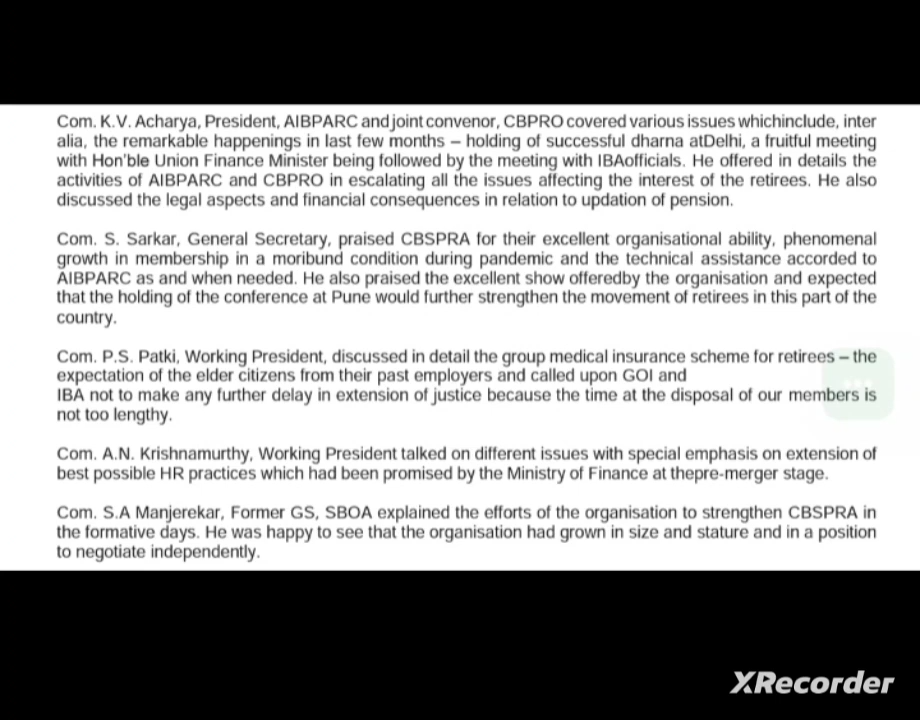 Com. K.V. Acharya, President, AIBPARC and joint convenor, CBPRO covered various issues whichinclude, inter
alia, the remarkable happenings in last few months – holding of successful dharna atDelhi, a fruitful meeting
with Hon'ble Union Finance Minister being followed by the meeting with IBAofficials. He offered in details the
activities of AIBPARC and CBPRO in escalating all the issues affecting the interest of the retirees. He also
discussed the legal aspects and financial consequences in relation to updation of pension.
Com. S. Sarkar, General Secretary, praised CBSPRA for their excellent organisational ability, phenomenal
growth in membership in a moribund condition during pandemic and the technical assistance accorded to
AIBPARC as and when needed. He also praised the excellent show offeredby the organisation and expected
that the holding of the conference at Pune would further strengthen the movement of retirees in this part of the
country.
Com. P.S. Patki, Working President, discussed in detail the group medical insurance scheme for retirees – the
expectation of the elder citizens from their past employers and called upon GOI and
IBA not to make any further delay in extension of justice because the time at the disposal of our members is
not too lengthy.
Com. A.N. Krishnamurthy, Working President talked on different issues with special emphasis on extension of
best possible HR practices which had been promised by the Ministry of Finance at thepre-merger stage.
Com. S.A Manjerekar, Former GS, SBOA explained the efforts of the organisation to strengthen CBSPRA in
the formative days. He was happy to see that the organisation had grown in size and stature and in a position
to negotiate independently.
XRecorder